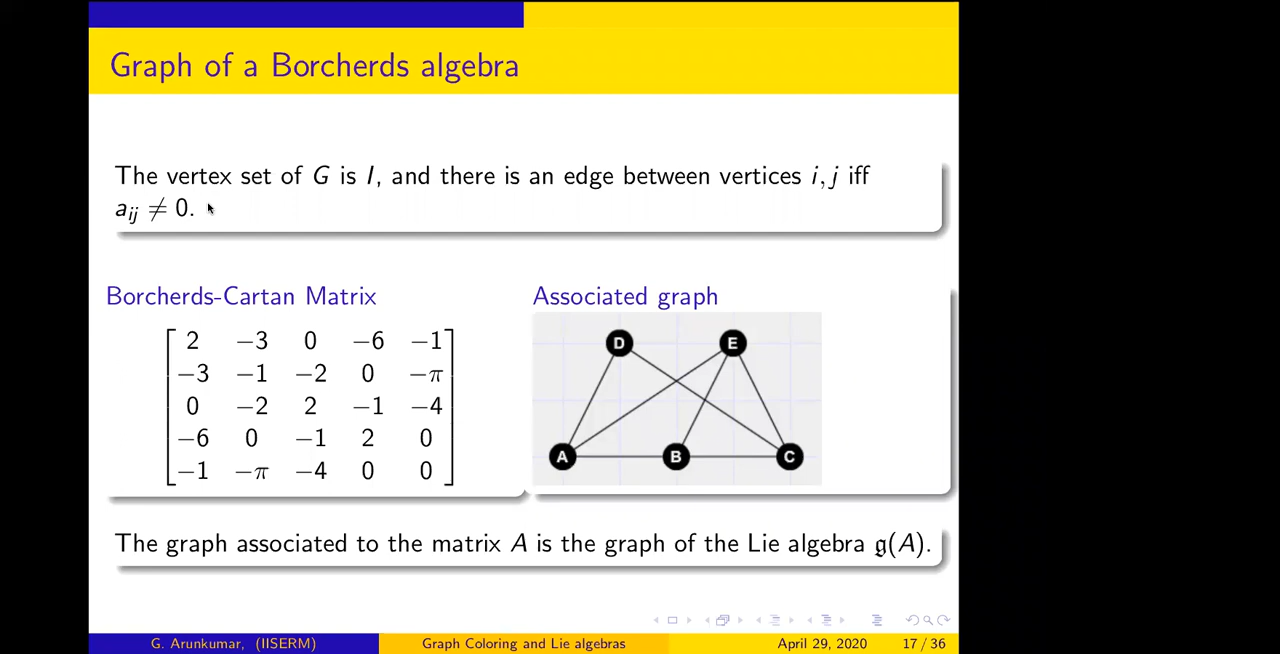 Graph of a Borcherds algebra
The vertex set of G is I, and there is an edge between vertices i, j iff
a_ij ≠ 0.
Borcherds-Cartan Matrix
2 −3 0 −6 −1
−3 −1 −2 0 −π
0 −2 2 −1 −4
−6 0 −1 2 0
−1 −π −4 0 0
Associated graph
D E
A B C
The graph associated to the matrix A is the graph of the Lie algebra 𝔤(A).
G. Arunkumar, (IISERM) Graph Coloring and Lie algebras April 29, 2020 17 / 36